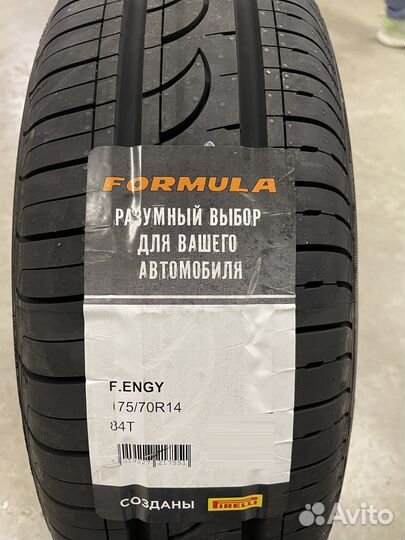 FORMULA
РАЗУМНЫЙ ВЫБОР
ДЛЯ ВАШЕГО
АВТОМОБИЛЯ
F.ENGY
175/70R14
84T
СОЗДАНЫ PIRELLI
Avito